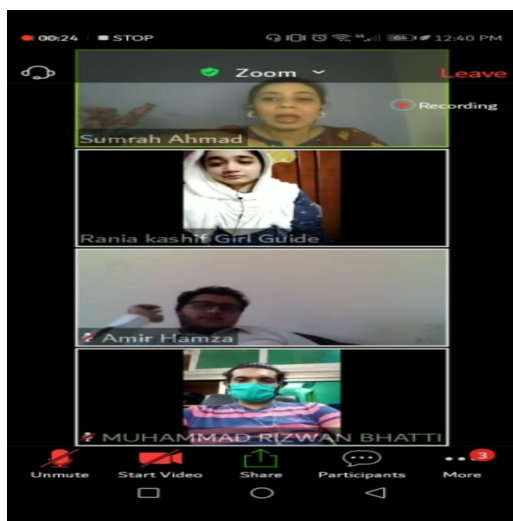 00:24 STOP 12:40 PM
Zoom Leave
Recording
Sumrah Ahmad
Rania kashif Girl Guide
Amir Hamza
MUHAMMAD RIZWAN BHATTI
3
Unmute Start Video Share Participants More